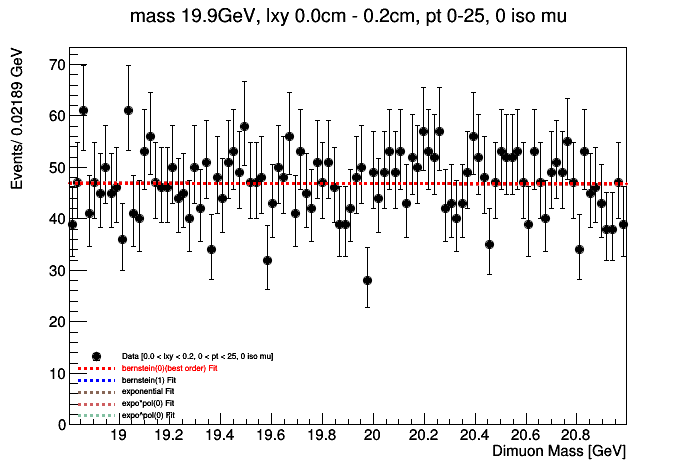 mass 19.9GeV, lxy 0.0cm - 0.2cm, pt 0-25, 0 iso mu
Events/ 0.02189 GeV
70
60
50
40
30
20
10
0
Data [0.0 < lxy < 0.2, 0 < pt < 25, 0 iso mu]
bernstein(0)(best order) Fit
bernstein(1) Fit
exponential Fit
expo*pol(0) Fit
expo*pol(0) Fit
19 19.2 19.4 19.6 19.8 20 20.2 20.4 20.6 20.8
Dimuon Mass [GeV]